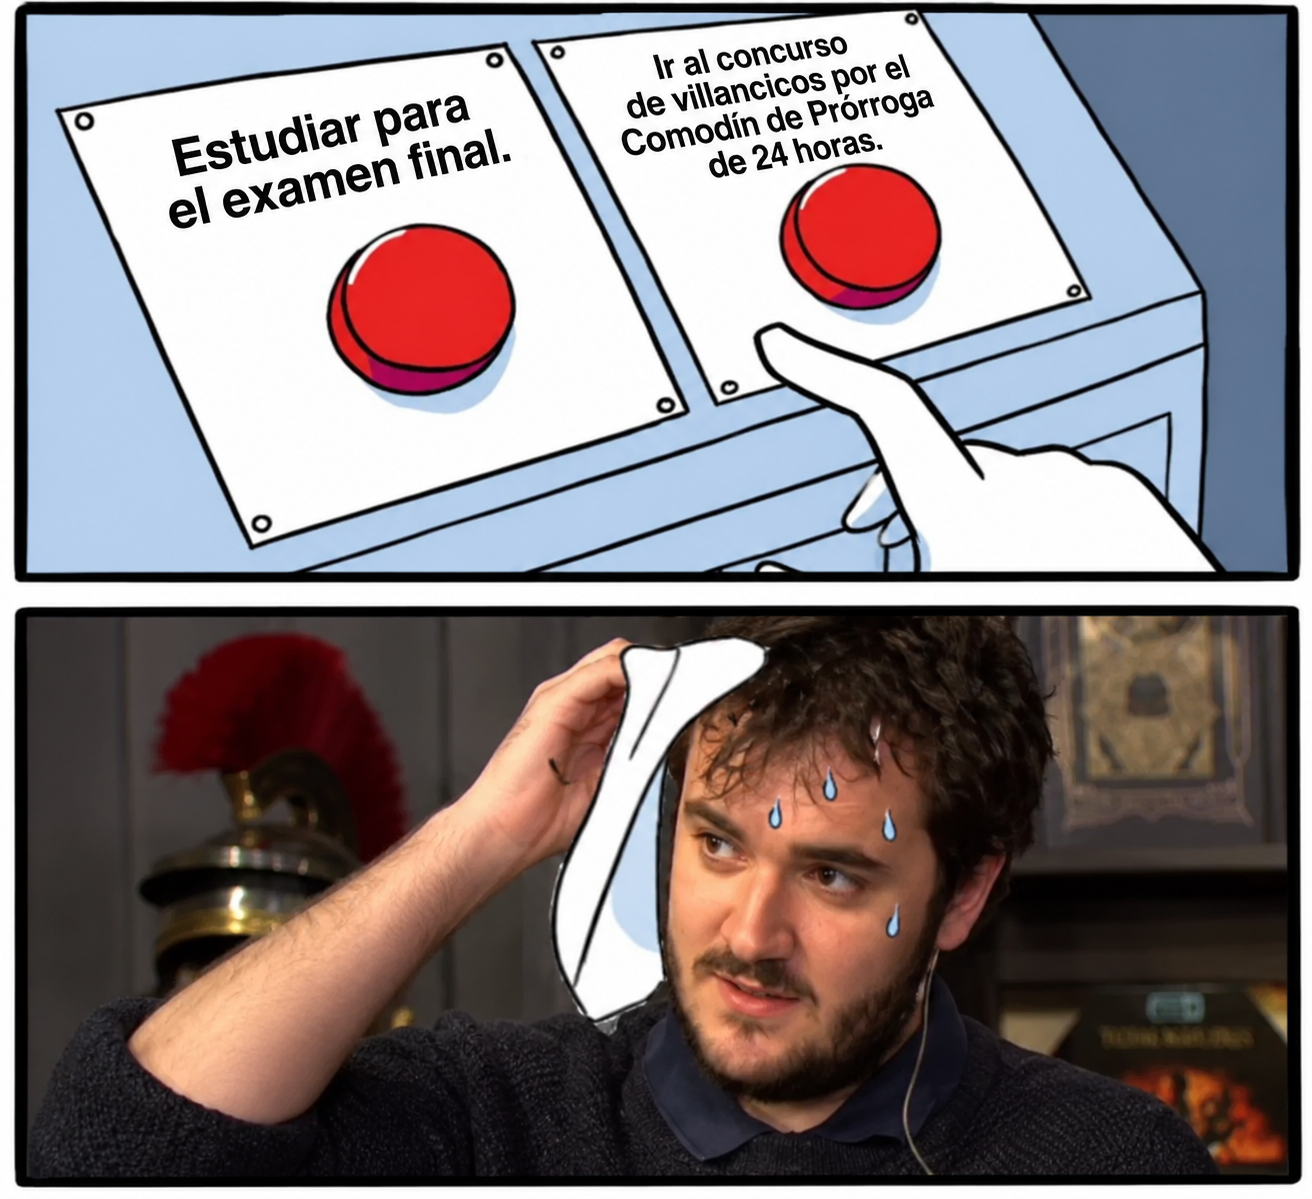 Estudiar para
el examen final.
Ir al concurso
de villancicos por el
Comodín de Prórroga
de 24 horas.